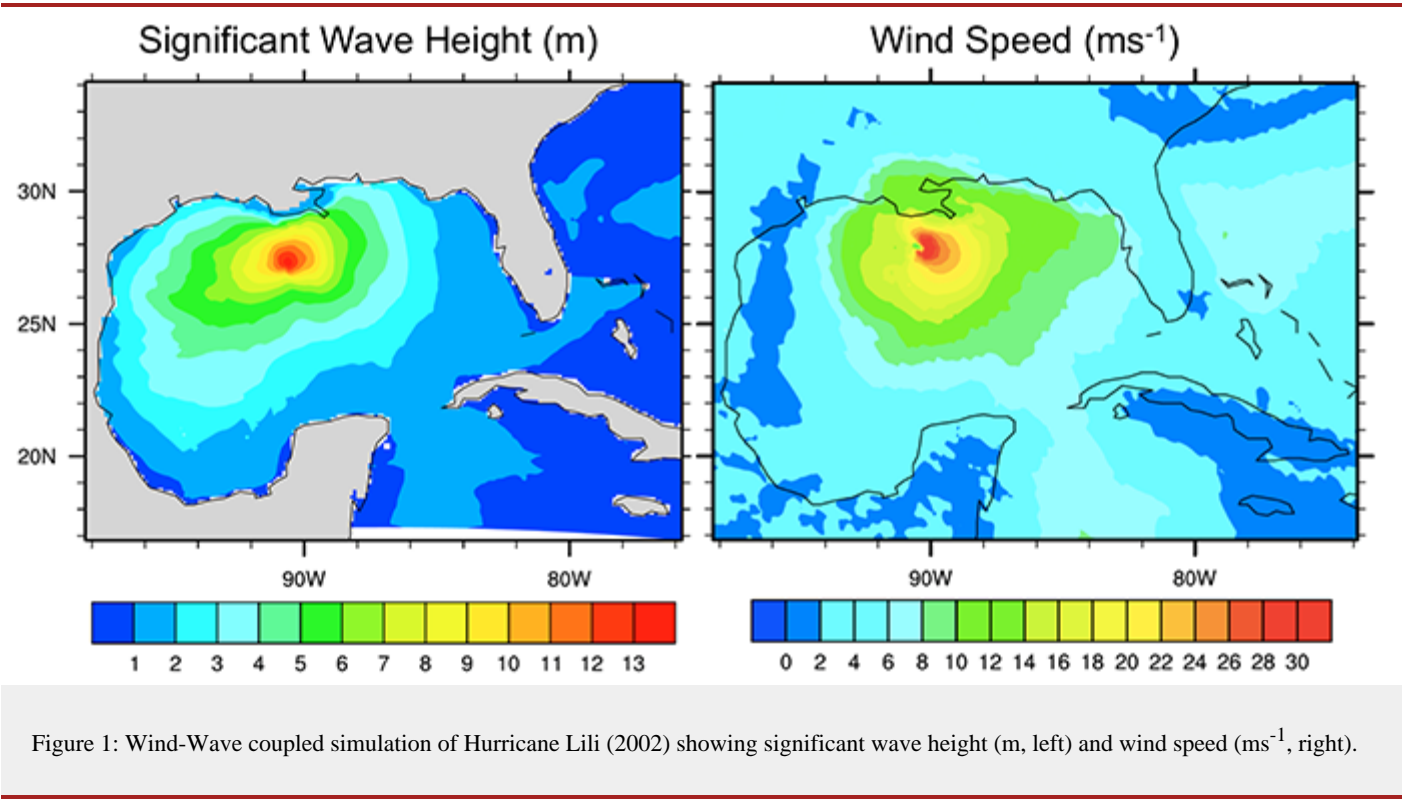 Significant Wave Height (m)
Wind Speed (ms-1)
30N
25N
20N
90W
80W
90W
80W
1 2 3 4 5 6 7 8 9 10 11 12 13
0 2 4 6 8 10 12 14 16 18 20 22 24 26 28 30
Figure 1: Wind-Wave coupled simulation of Hurricane Lili (2002) showing significant wave height (m, left) and wind speed (ms-1, right).